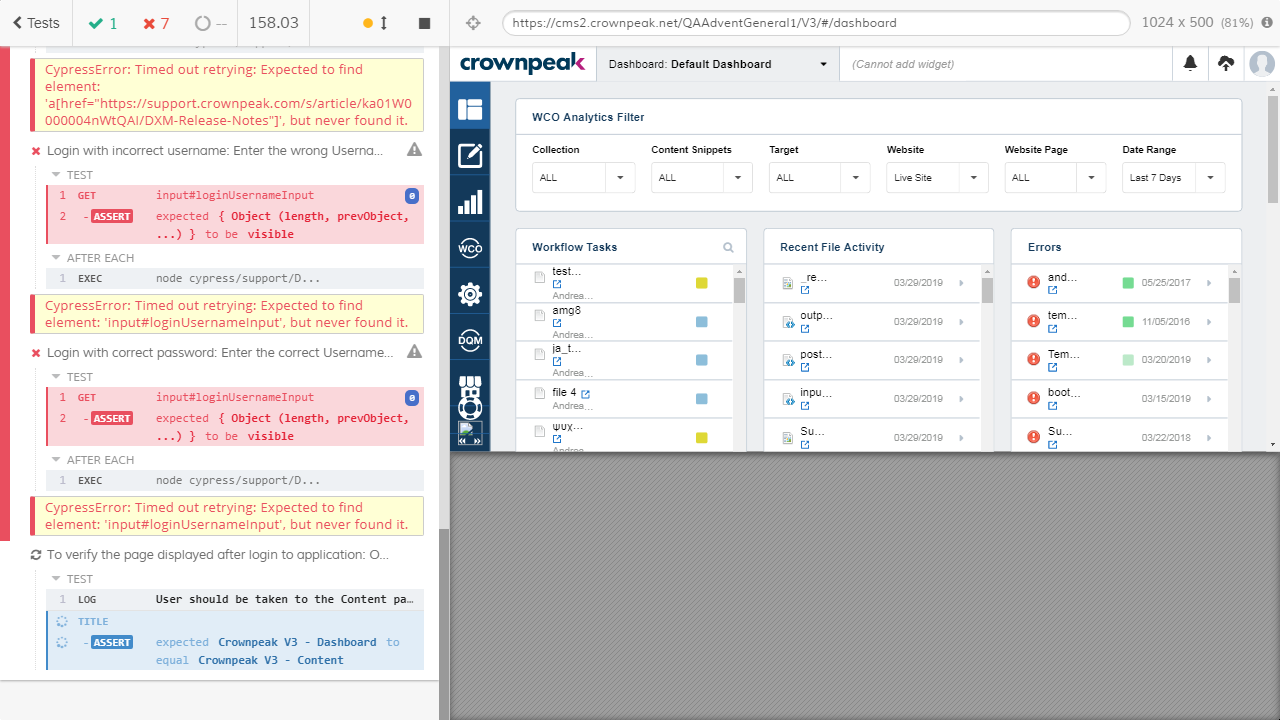 Tests
1
7
--
158.03
https://cms2.crownpeak.net/QAAdventGeneral1/V3/#/dashboard
1024 x 500 (81%)
CypressError: Timed out retrying: Expected to find
element:
'a[href="https://support.crownpeak.com/s/article/ka01W0
000004nWtQAI/DXM-Release-Notes"]', but never found it.
Login with incorrect username: Enter the wrong Userna...
TEST
1 GET input#loginUsernameInput 0
2 - ASSERT expected { Object (length, prevObject,
...) } to be visible
AFTER EACH
1 EXEC node cypress/support/D...
CypressError: Timed out retrying: Expected to find
element: 'input#loginUsernameInput', but never found it.
Login with correct password: Enter the correct Username...
TEST
1 GET input#loginUsernameInput 0
2 - ASSERT expected { Object (length, prevObject,
...) } to be visible
AFTER EACH
1 EXEC node cypress/support/D...
CypressError: Timed out retrying: Expected to find
element: 'input#loginUsernameInput', but never found it.
To verify the page displayed after login to application: O...
TEST
1 LOG User should be taken to the Content pa...
TITLE
- ASSERT expected Crownpeak V3 - Dashboard to
equal Crownpeak V3 - Content
crownpeak
Dashboard: Default Dashboard
(Cannot add widget)
WCO
DQM
WCO Analytics Filter
Collection Content Snippets Target Website Website Page Date Range
ALL ALL ALL Live Site ALL Last 7 Days
Workflow Tasks
test...
Andrea...
amg8
Andrea...
ja_t...
Andrea...
file 4
Andrea...
ψυχ...
Andrea...
Recent File Activity
_re... 03/29/2019
outp... 03/29/2019
post... 03/29/2019
inpu... 03/29/2019
Su... 03/29/2019
Errors
and... 05/25/2017
tem... 11/05/2016
Tem... 03/20/2019
boot... 03/15/2019
Su... 03/22/2018